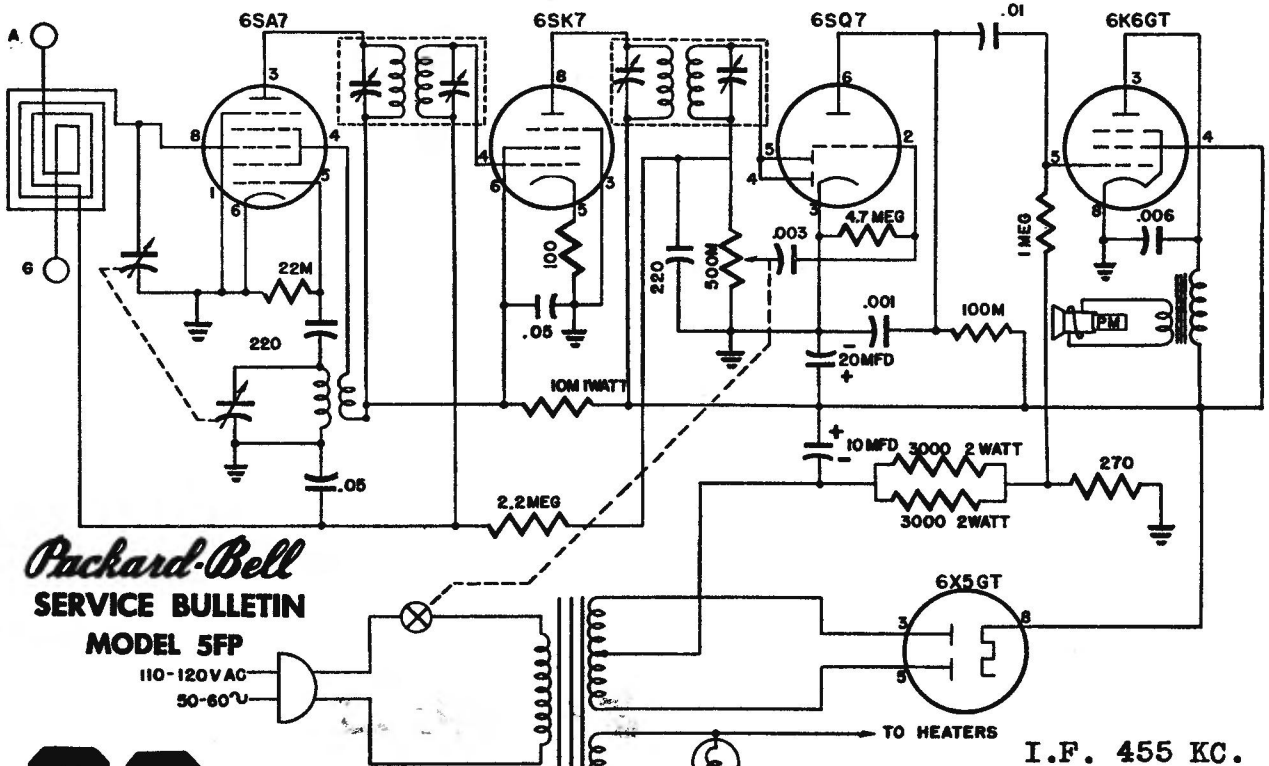 6SA7
6SK7
6SQ7
.01
6K6GT
A
3
8
6
3
8
4
4
5
2
5
4
5
1
6
6
3
5
4
3
8
G
22M
100
220
500M
.003
4.7 MEG
1 MEG
.006
PM
220
.05
.001
100M
-
20MFD
+
10M 1WATT
+
10MFD
-
3000 2 WATT
270
.05
2.2MEG
3000 2WATT
Packard-Bell
SERVICE BULLETIN
MODEL 5FP
6X5GT
3
8
5
110-120V AC
50-60∿
TO HEATERS
I.F. 455 KC.